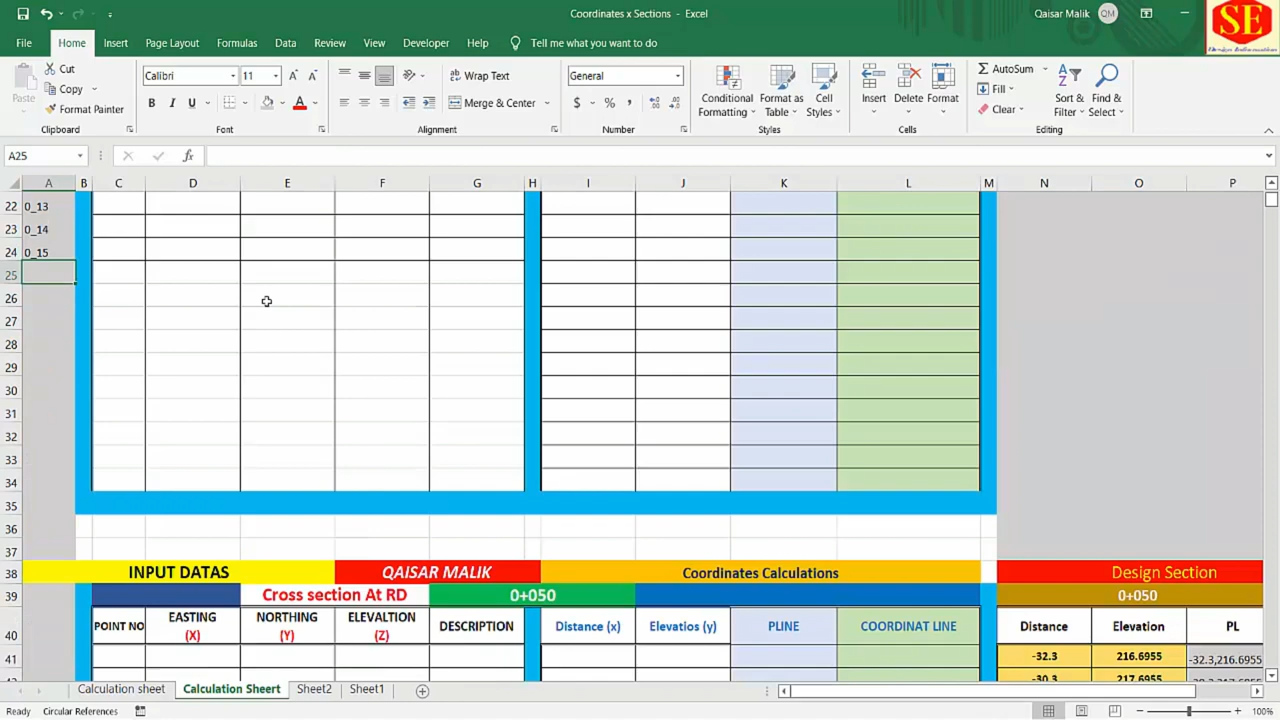 Coordinates x Sections - Excel
Qaisar Malik
QM
SE
File Home Insert Page Layout Formulas Data Review View Developer Help Tell me what you want to do
Paste
Cut
Copy
Format Painter
Clipboard
Calibri 11
B I U
Font
Wrap Text
Merge & Center
Alignment
General
$ % ,
Number
Conditional Formatting
Format as Table
Cell Styles
Styles
Insert Delete Format
Cells
AutoSum
Fill
Clear
Sort & Filter
Find & Select
Editing
A25
fx
A B C D E F G H I J K L M N O P
22 0_13
23 0_14
24 0_15
25
26
27
28
29
30
31
32
33
34
35
36
37
38 INPUT DATAS QAISAR MALIK Coordinates Calculations Design Section
39 Cross section At RD 0+050 0+050
40 POINT NO EASTING (X) NORTHING (Y) ELEVALTION (Z) DESCRIPTION Distance (x) Elevatios (y) PLINE COORDINAT LINE Distance Elevation PL
41 -32.3 216.6955 -32.3,216.6955
Calculation sheet Calculation Sheert Sheet2 Sheet1
Ready Circular References 100%